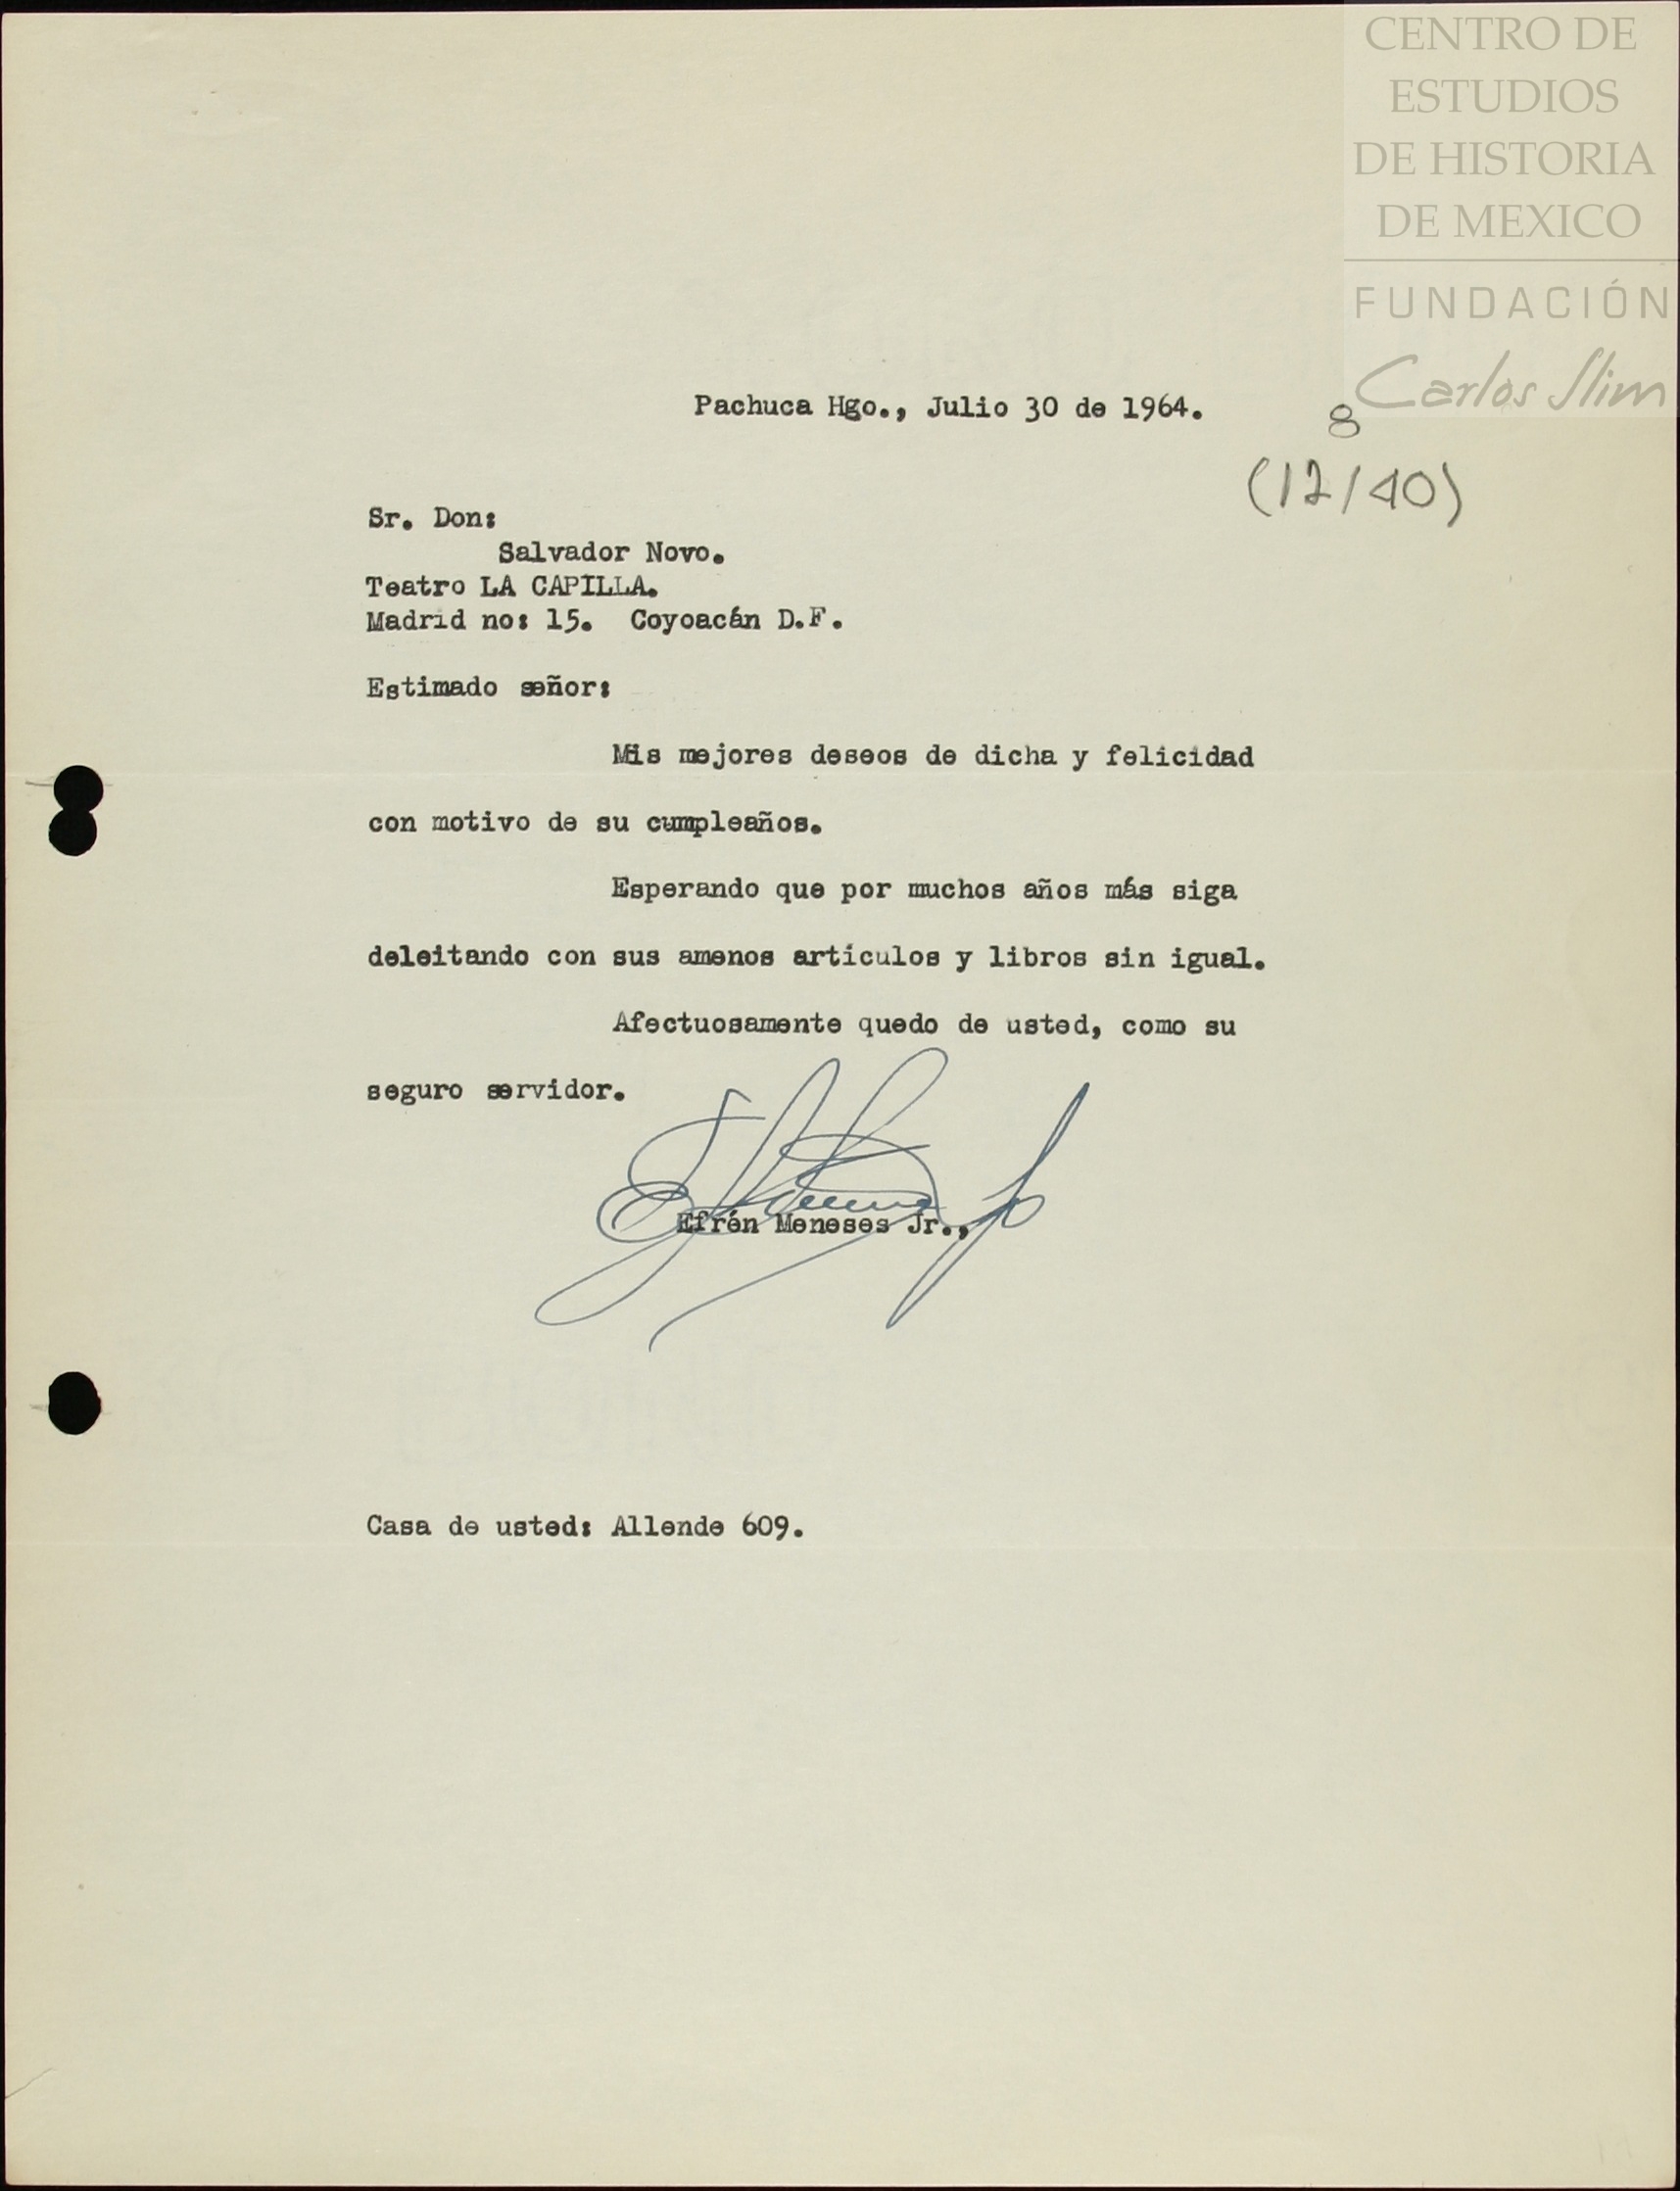 CENTRO DE
ESTUDIOS
DE HISTORIA
DE MEXICO
FUNDACIÓN
Carlos Slim
Pachuca Hgo., Julio 30 de 1964.
8
(12/40)
Sr. Don:
Salvador Novo.
Teatro LA CAPILLA.
Madrid no: 15. Coyoacán D.F.
Estimado señor:
Mis mejores deseos de dicha y felicidad
con motivo de su cumpleaños.
Esperando que por muchos años más siga
deleitando con sus amenos artículos y libros sin igual.
Afectuosamente quedo de usted, como su
seguro servidor.
Efrén Meneses Jr.,
Casa de usted: Allende 609.